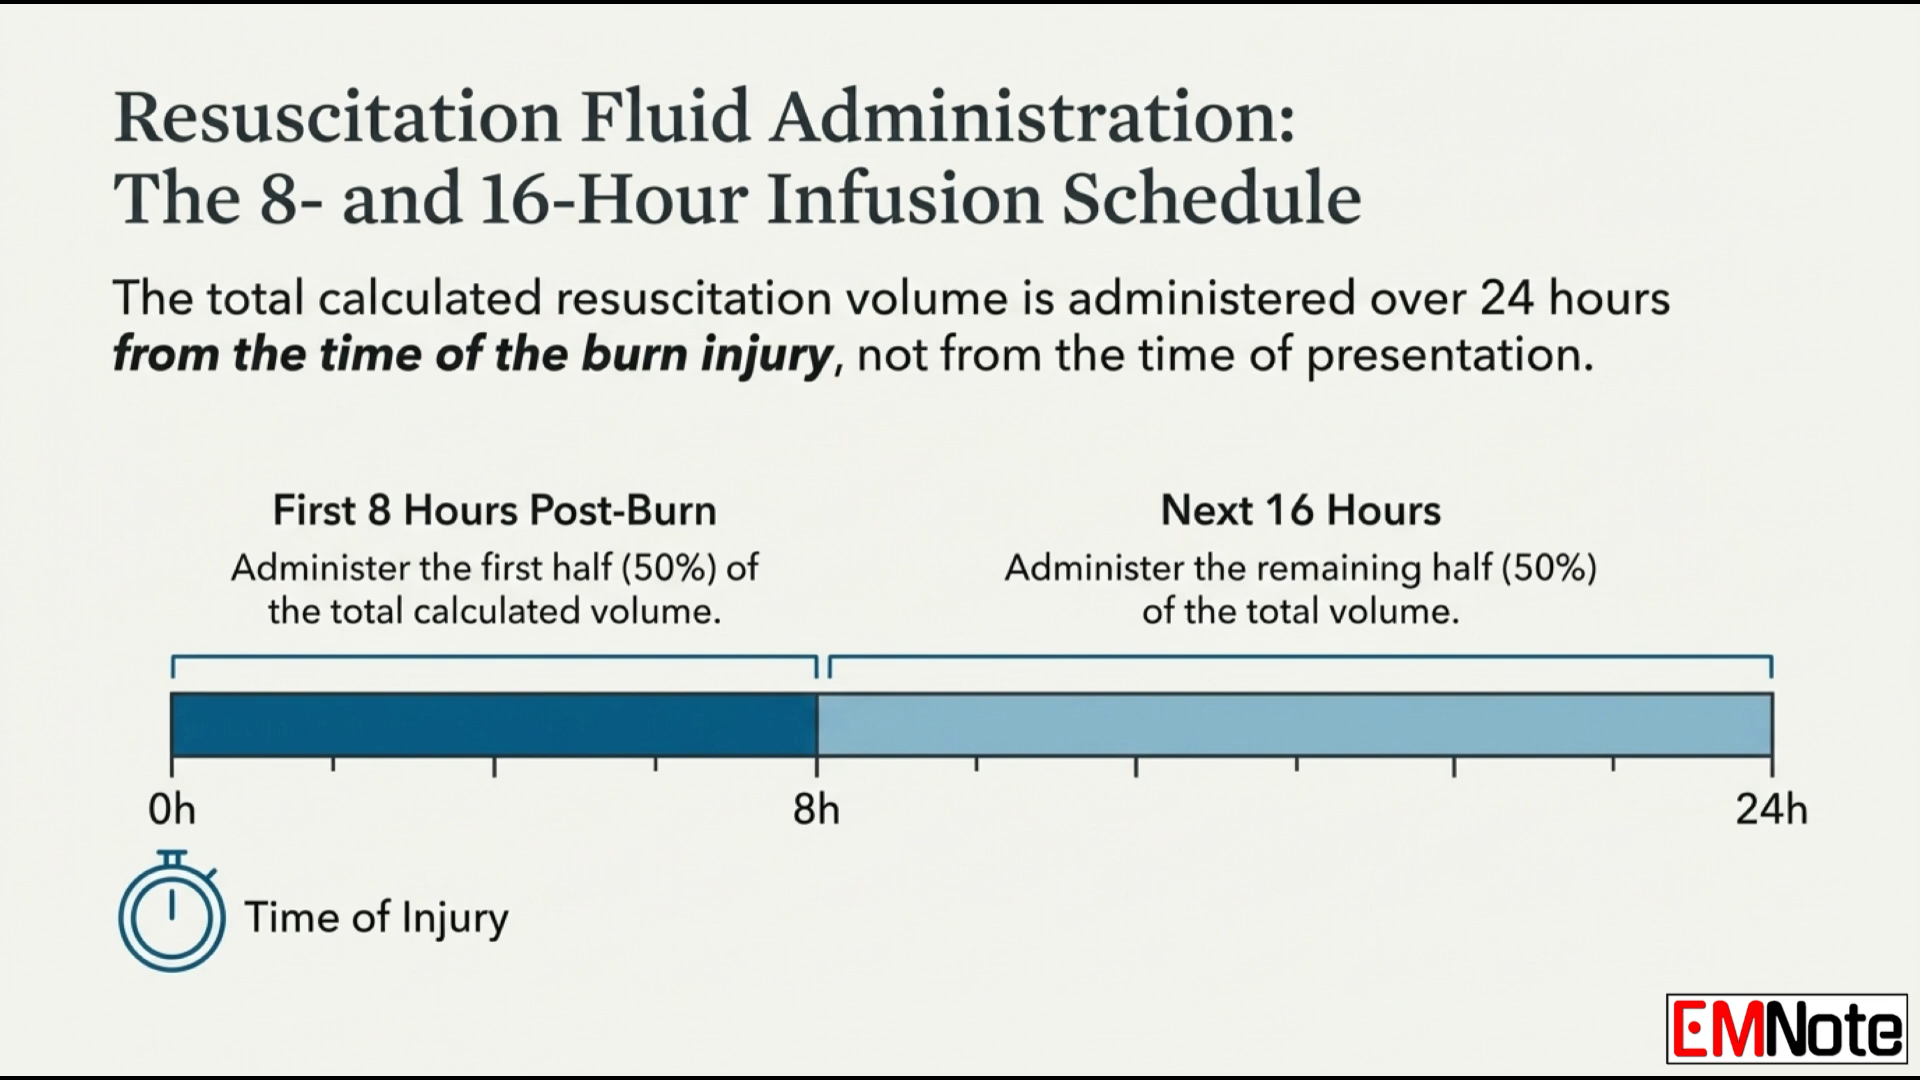 Resuscitation Fluid Administration:
The 8- and 16-Hour Infusion Schedule
The total calculated resuscitation volume is administered over 24 hours
from the time of the burn injury, not from the time of presentation.
First 8 Hours Post-Burn
Administer the first half (50%) of
the total calculated volume.
Next 16 Hours
Administer the remaining half (50%)
of the total volume.
0h
8h
24h
Time of Injury
EMNote